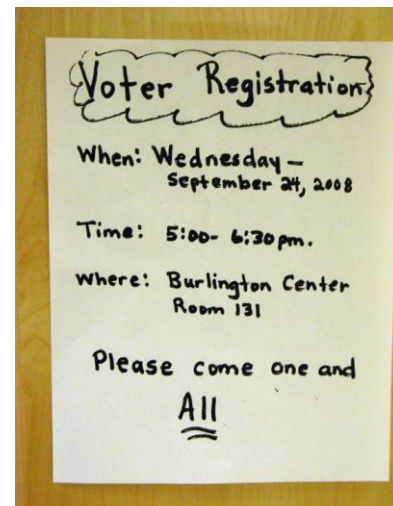 Voter Registration
When: Wednesday –
September 24, 2008
Time: 5:00- 6:30 pm.
Where: Burlington Center
Room 131
Please come one and
All